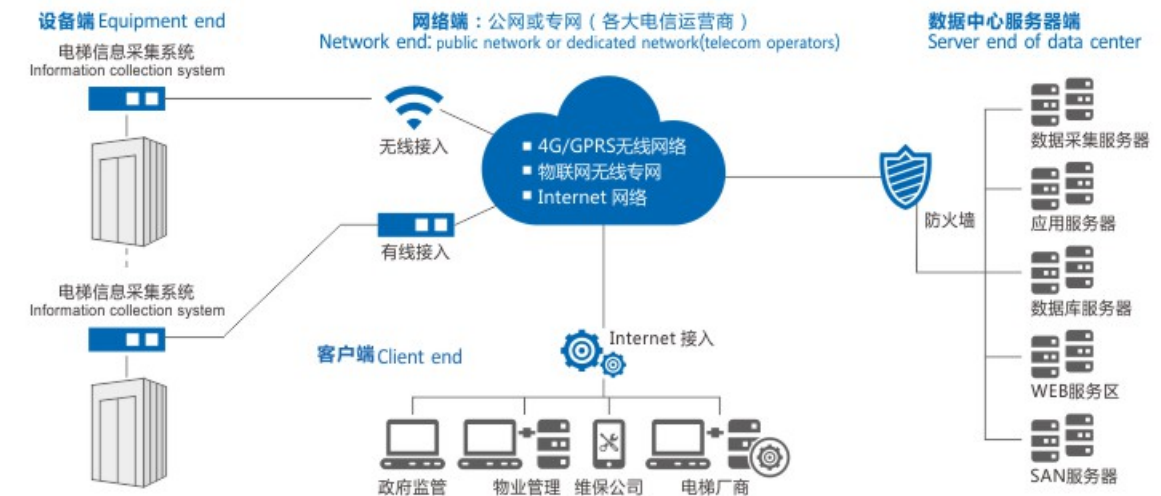 设备端 Equipment end
电梯信息采集系统
Information collection system
电梯信息采集系统
Information collection system
网络端：公网或专网（各大电信运营商）
Network end: public network or dedicated network(telecom operators)
无线接入
有线接入
4G/GPRS无线网络
物联网无线专网
Internet 网络
客户端 Client end
Internet 接入
政府监管
物业管理
维保公司
电梯厂商
数据中心服务器端
Server end of data center
防火墙
数据采集服务器
应用服务器
数据库服务器
WEB服务区
SAN服务器